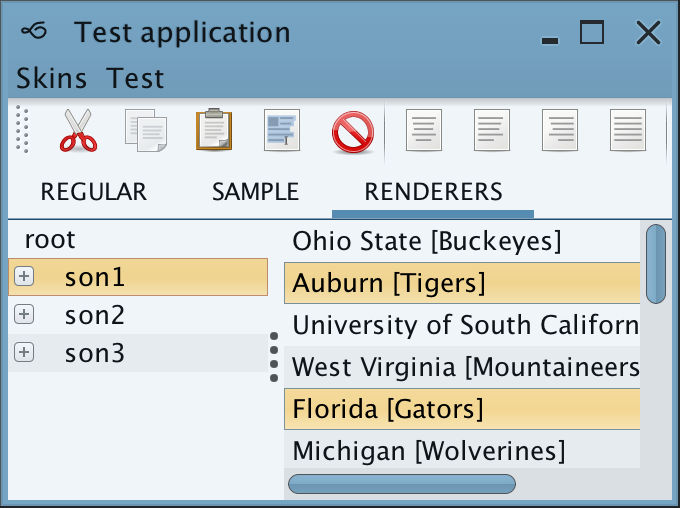 Test application
Skins Test
REGULAR SAMPLE RENDERERS
root
son1
son2
son3
Ohio State [Buckeyes]
Auburn [Tigers]
University of South Californ
West Virginia [Mountaineers
Florida [Gators]
Michigan [Wolverines]